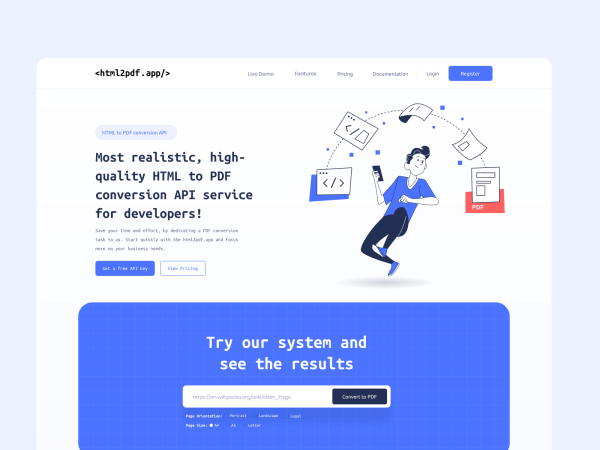 <html2pdf.app/>
Live Demo Features Pricing Documentation Login Register
HTML to PDF conversion API
Most realistic, high-
quality HTML to PDF
conversion API service
for developers!
Save your time and effort, by dedicating a PDF conversion
task to us. Start quickly with the html2pdf.app and focus
more on your business needs.
Get a free API key View Pricing
</>
</>
PDF
Try our system and
see the results
https://en.wikipedia.org/wiki/Main_Page Convert to PDF
Page Orientation: Portrait Landscape Legal
Page Size: A4 A5 Letter